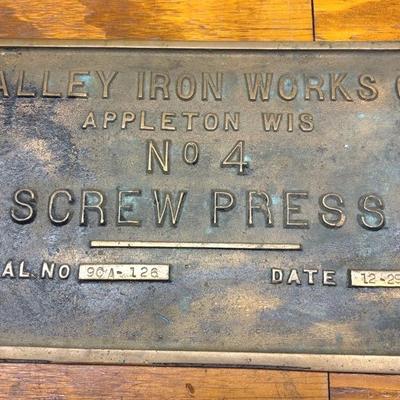 ALLEY IRON WORKS C
APPLETON WIS
Nº 4
SCREW PRESS
AL. NO 90A-126 DATE 12-29